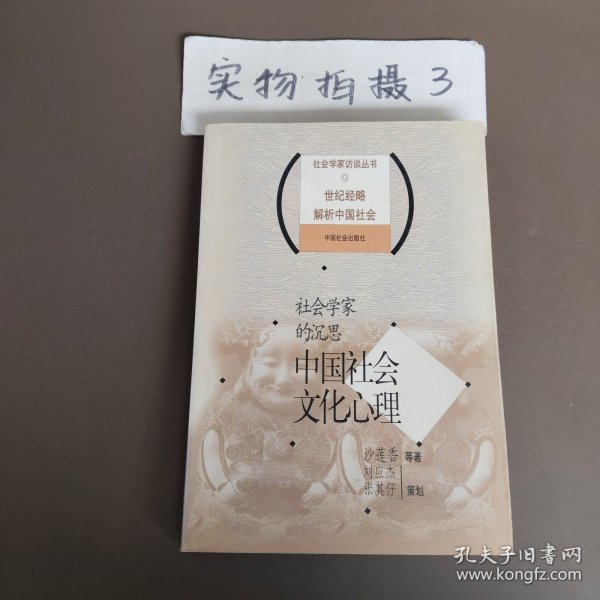 实物拍摄3
社会学家访谈丛书
世纪经略
解析中国社会
中国社会出版社
社会学家
的沉思
中国社会
文化心理
沙莲香 等著
刘应杰
张其仔 策划
孔夫子旧书网
www.kongfz.com